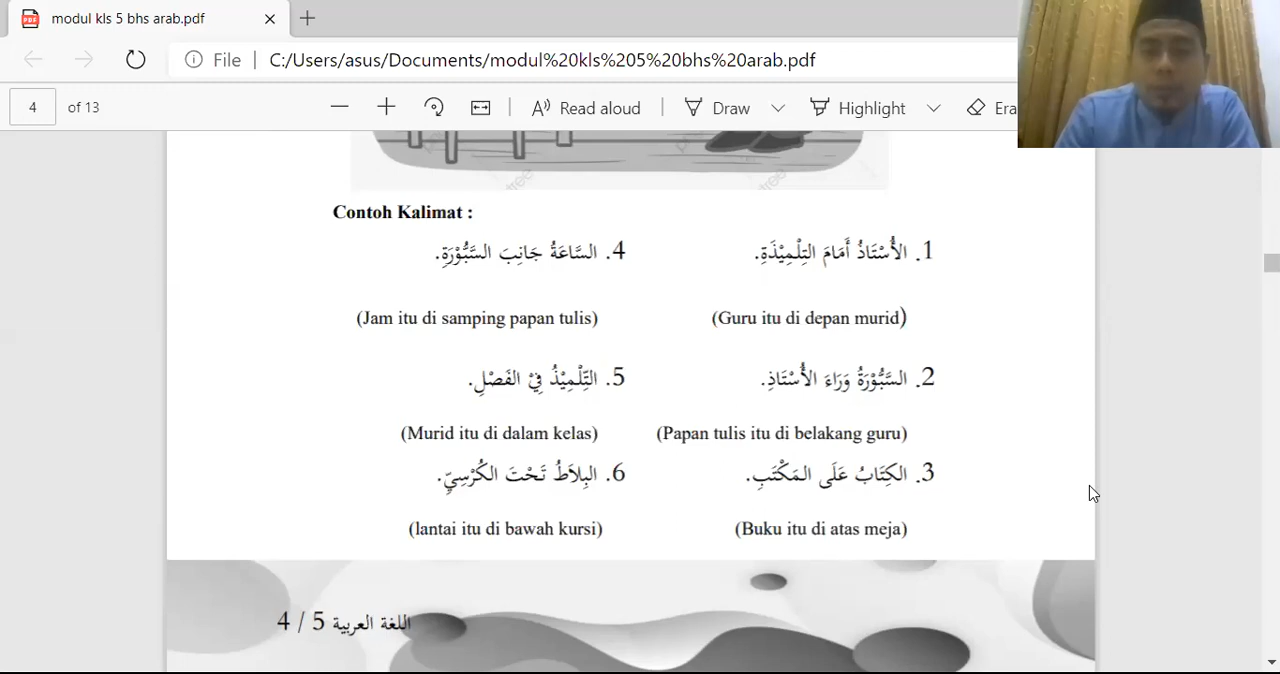 modul kls 5 bhs arab.pdf
File | C:/Users/asus/Documents/modul%20kls%205%20bhs%20arab.pdf
4 of 13 Read aloud Draw Highlight Era
Contoh Kalimat :
1. الأُسْتَاذُ أَمَامَ التِلْمِيْذَةِ.
(Guru itu di depan murid)
2. السَّبُّوْرَةُ وَرَاءَ الأُسْتَاذِ.
(Papan tulis itu di belakang guru)
3. الكِتَابُ عَلَى المَكْتَبِ.
(Buku itu di atas meja)
4. السَّاعَةُ جَانِبَ السَّبُّوْرَةِ.
(Jam itu di samping papan tulis)
5. التِّلْمِيْذُ فِيْ الفَصْلِ.
(Murid itu di dalam kelas)
6. البِلاَطُ تَحْتَ الكُرْسِيِّ.
(lantai itu di bawah kursi)
اللغة العربية 5 / 4